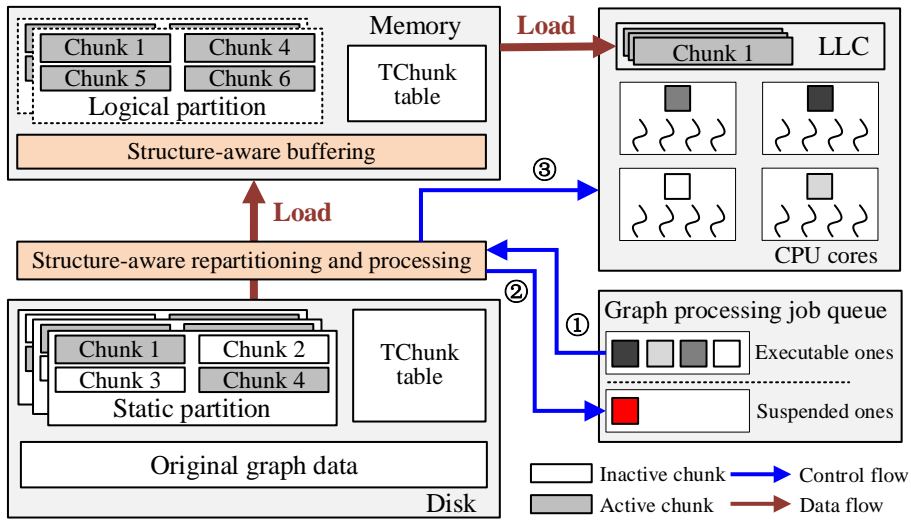 Memory
Chunk 1
Chunk 4
Chunk 5
Chunk 6
Logical partition
TChunk
table
Structure-aware buffering
Load
Chunk 1
LLC
CPU cores
③
Load
Structure-aware repartitioning and processing
②
①
Chunk 1
Chunk 2
Chunk 3
Chunk 4
Static partition
TChunk
table
Original graph data
Disk
Graph processing job queue
Executable ones
Suspended ones
Inactive chunk
Control flow
Active chunk
Data flow